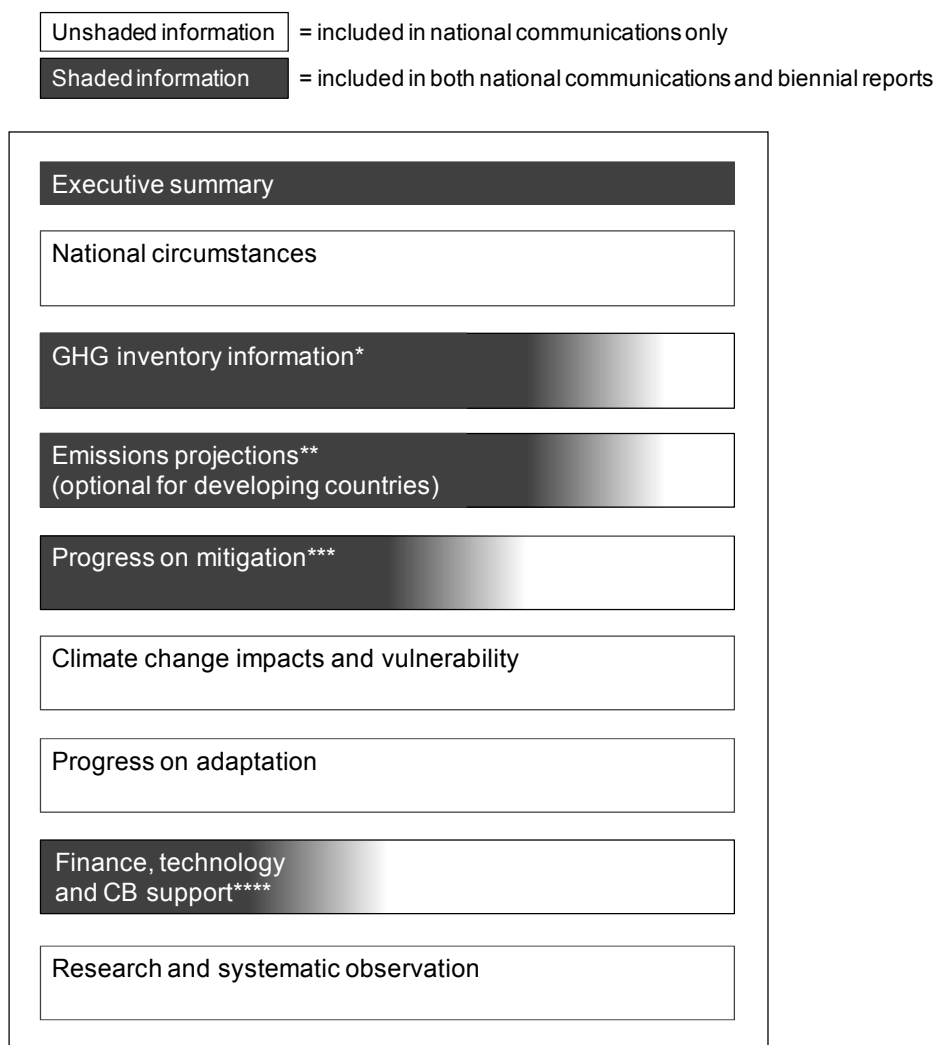 Unshaded information = included in national communications only
Shaded information = included in both national communications and biennial reports
Executive summary
National circumstances
GHG inventory information*
Emissions projections**
(optional for developing countries)
Progress on mitigation***
Climate change impacts and vulnerability
Progress on adaptation
Finance, technology
and CB support****
Research and systematic observation